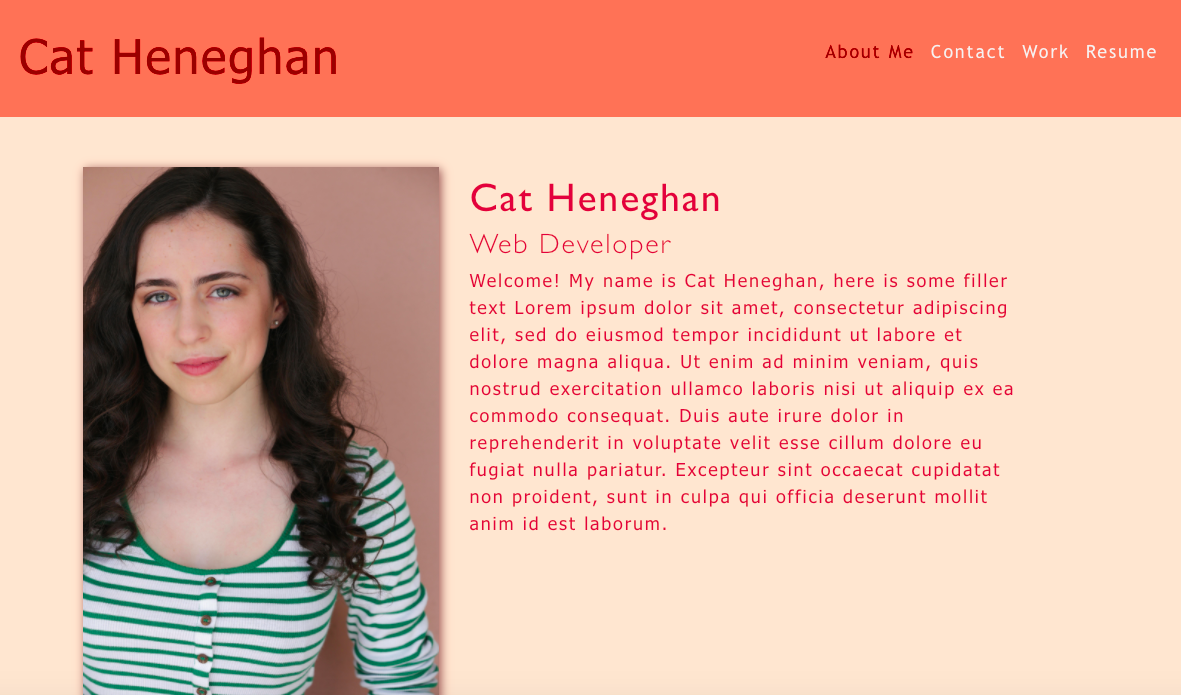 Cat Heneghan
About Me Contact Work Resume
Cat Heneghan
Web Developer
Welcome! My name is Cat Heneghan, here is some filler
text Lorem ipsum dolor sit amet, consectetur adipiscing
elit, sed do eiusmod tempor incididunt ut labore et
dolore magna aliqua. Ut enim ad minim veniam, quis
nostrud exercitation ullamco laboris nisi ut aliquip ex ea
commodo consequat. Duis aute irure dolor in
reprehenderit in voluptate velit esse cillum dolore eu
fugiat nulla pariatur. Excepteur sint occaecat cupidatat
non proident, sunt in culpa qui officia deserunt mollit
anim id est laborum.